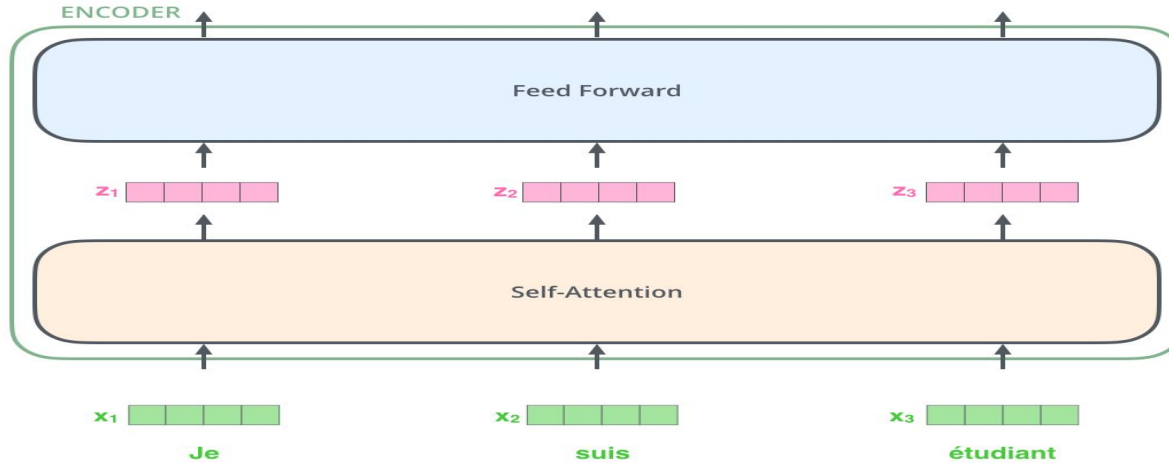 ENCODER
Feed Forward
z₁ z₂ z₃
Self-Attention
x₁ x₂ x₃
Je suis étudiant